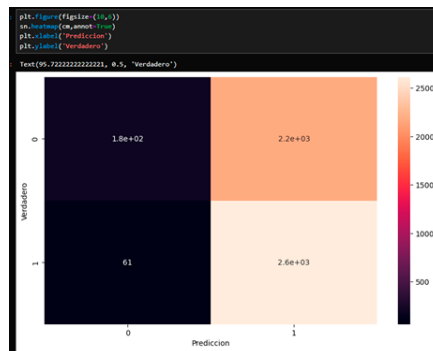 plt.figure(figsize=(10,6))
sn.heatmap(cm,annot=True)
plt.xlabel('Prediccion')
plt.ylabel('Verdadero')
Text(95.72222222222221, 0.5, 'Verdadero')
2500
2000
1500
1000
500
0
1.8e+02
2.2e+03
Verdadero
1
61
2.6e+03
0
1
Prediccion